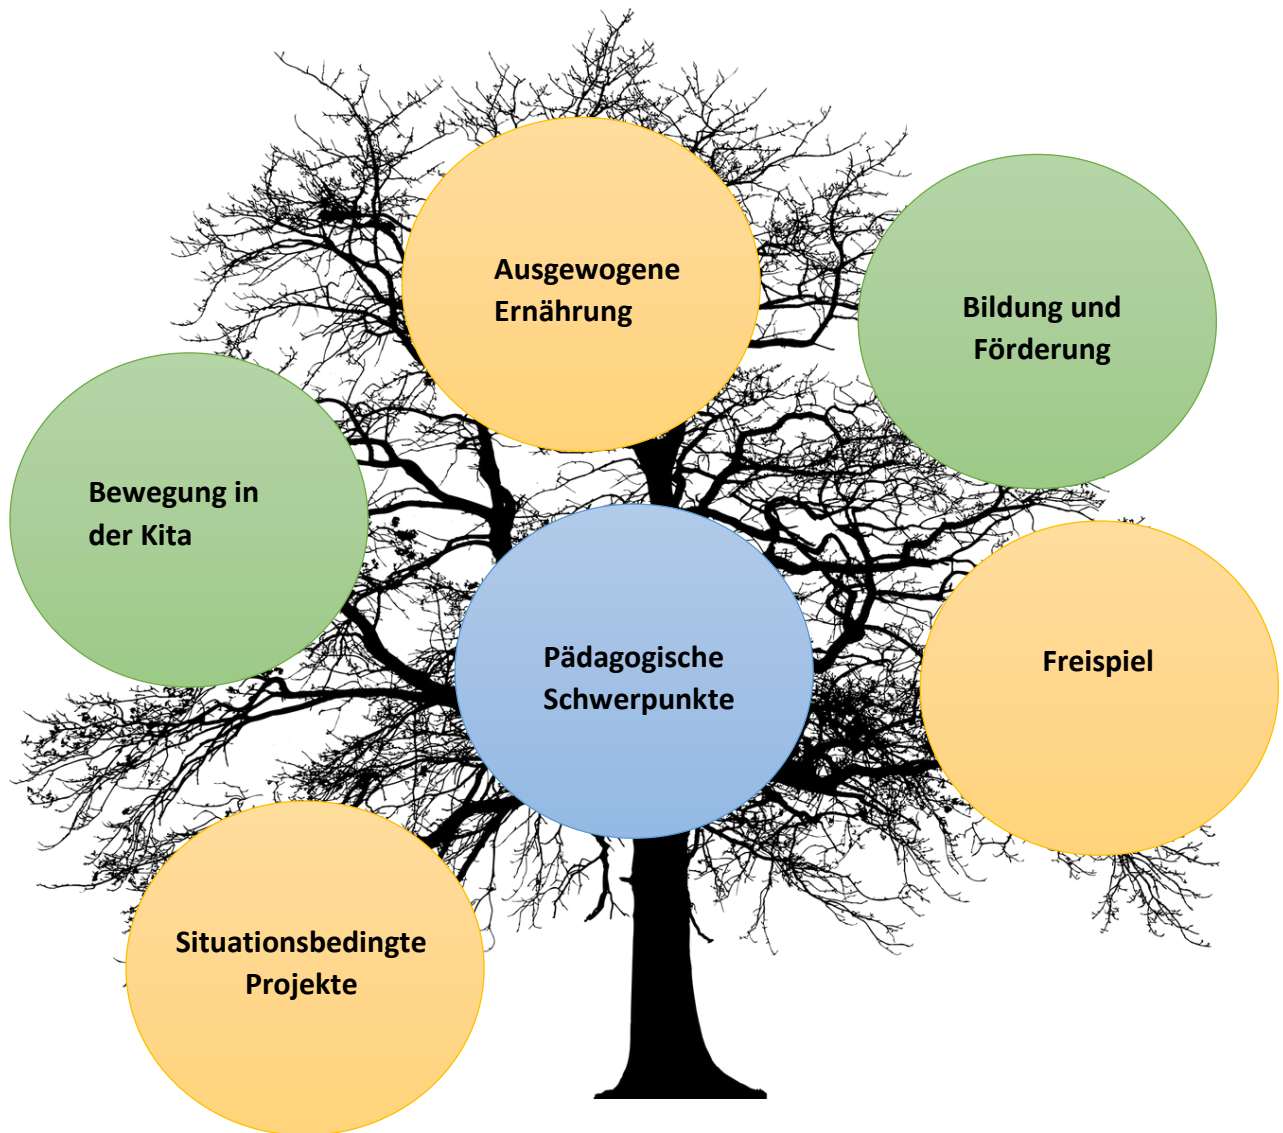 Ausgewogene
Ernährung
Bildung und
Förderung
Bewegung in
der Kita
Pädagogische
Schwerpunkte
Freispiel
Situationsbedingte
Projekte